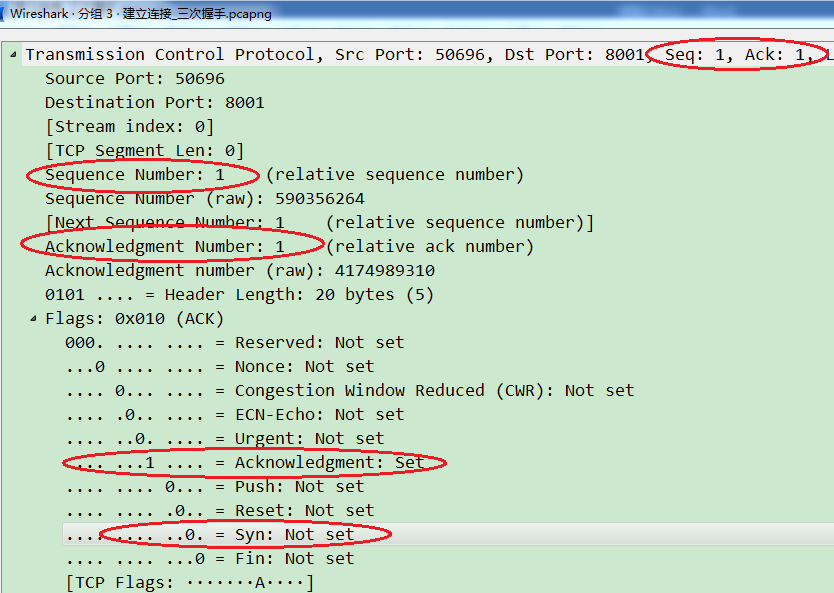 Wireshark · 分组 3 · 建立连接_三次握手.pcapng
Transmission Control Protocol, Src Port: 50696, Dst Port: 8001, Seq: 1, Ack: 1, L
Source Port: 50696
Destination Port: 8001
[Stream index: 0]
[TCP Segment Len: 0]
Sequence Number: 1    (relative sequence number)
Sequence Number (raw): 590356264
[Next Sequence Number: 1    (relative sequence number)]
Acknowledgment Number: 1    (relative ack number)
Acknowledgment number (raw): 4174989310
0101 .... = Header Length: 20 bytes (5)
Flags: 0x010 (ACK)
000. .... .... = Reserved: Not set
...0 .... .... = Nonce: Not set
.... 0... .... = Congestion Window Reduced (CWR): Not set
.... .0.. .... = ECN-Echo: Not set
.... ..0. .... = Urgent: Not set
.... ...1 .... = Acknowledgment: Set
.... .... 0... = Push: Not set
.... .... .0.. = Reset: Not set
.... .... ..0. = Syn: Not set
.... .... ...0 = Fin: Not set
[TCP Flags: ·······A····]